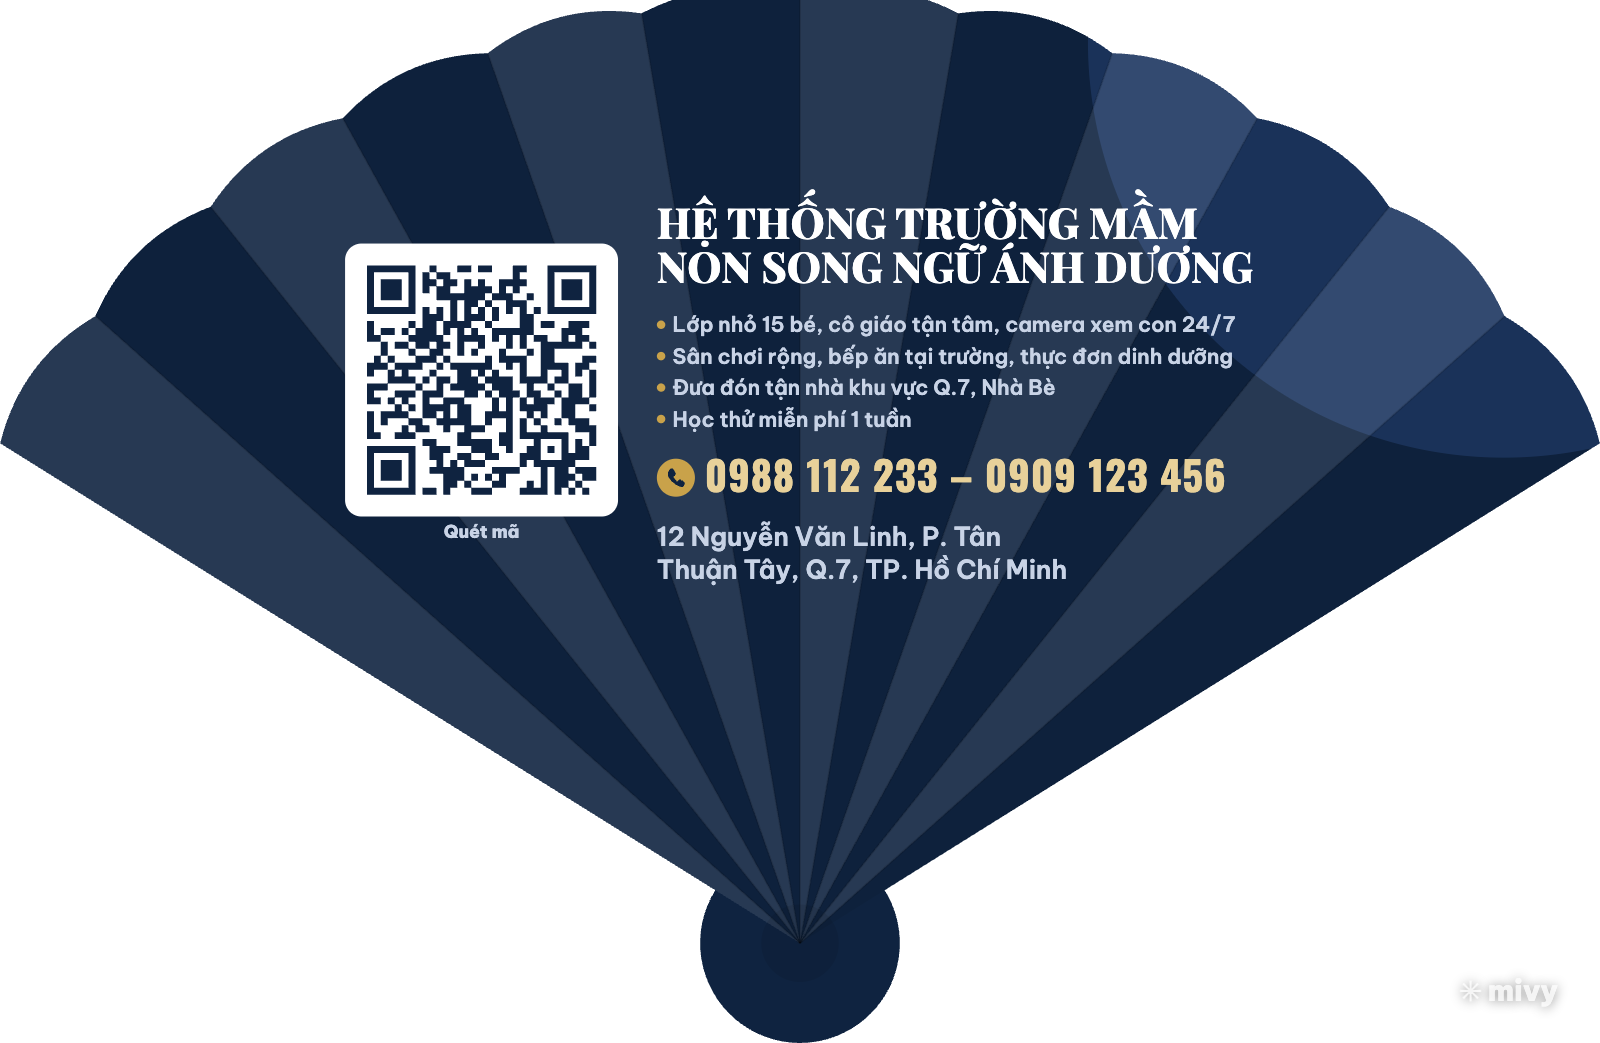 HỆ THỐNG TRƯỜNG MẦM
NON SONG NGỮ ÁNH DƯƠNG
• Lớp nhỏ 15 bé, cô giáo tận tâm, camera xem con 24/7
• Sân chơi rộng, bếp ăn tại trường, thực đơn dinh dưỡng
• Đưa đón tận nhà khu vực Q.7, Nhà Bè
• Học thử miễn phí 1 tuần
0988 112 233 – 0909 123 456
Quét mã
12 Nguyễn Văn Linh, P. Tân
Thuận Tây, Q.7, TP. Hồ Chí Minh
mivy